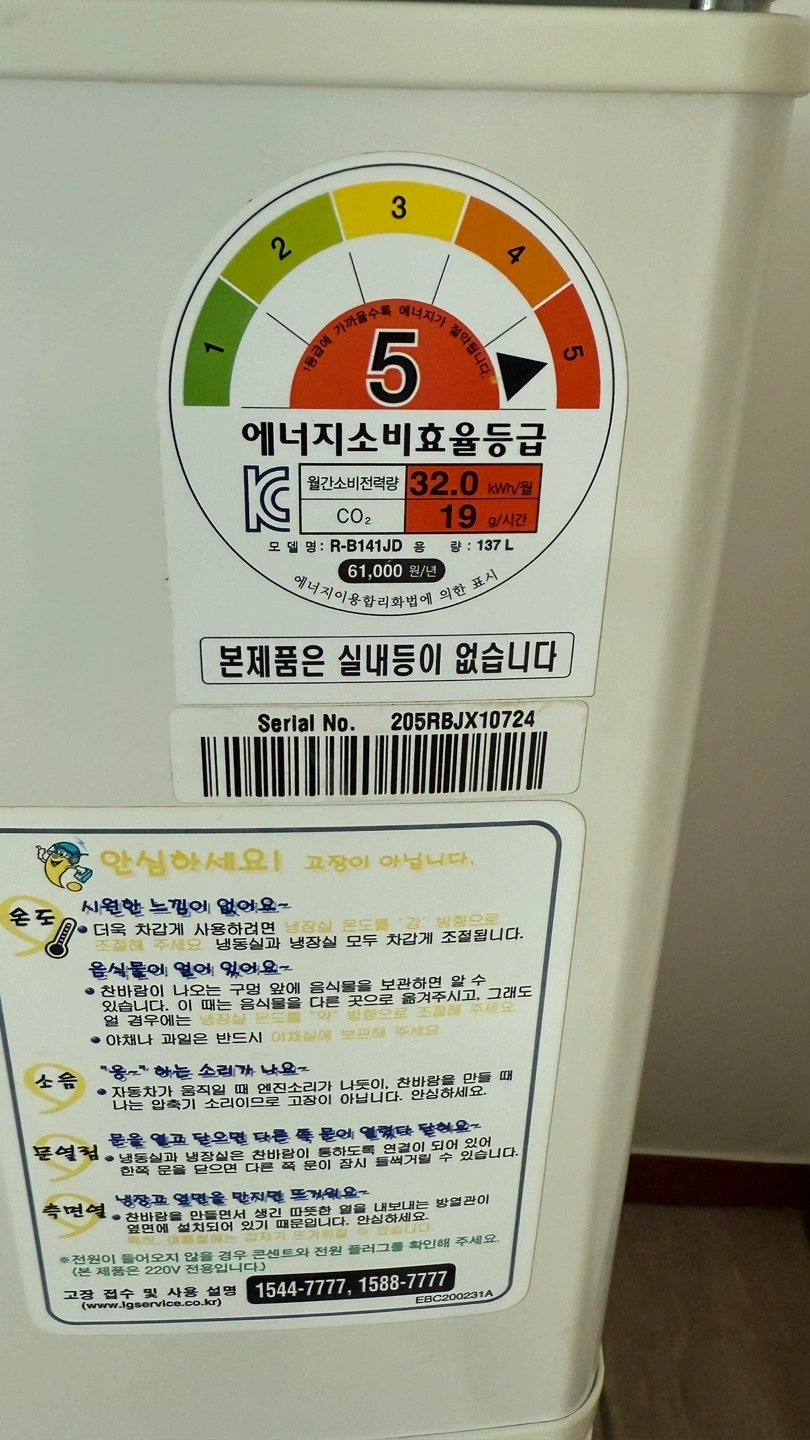 1
2
3
4
5
1등급에 가까울수록 에너지가 절약됩니다.
5
에너지소비효율등급
월간소비전력량 32.0 kWh/월
CO₂ 19 g/시간
모 델 명: R-B141JD 용 량: 137 L
61,000 원/년
에너지이용합리화법에 의한 표시
본제품은 실내등이 없습니다
Serial No. 205RBJX10724
안심하세요! 고장이 아닙니다.
온도
시원한 느낌이 없어요~
더욱 차갑게 사용하려면 냉장실 온도를 '강' 방향으로
조절해 주세요. 냉동실과 냉장실 모두 차갑게 조절됩니다.
음식물이 얼어 있어요~
찬바람이 나오는 구멍 앞에 음식물을 보관하면 얼 수
있습니다. 이 때는 음식물을 다른 곳으로 옮겨주시고, 그래도
얼 경우에는 냉장실 온도를 "약" 방향으로 조절해 주세요.
야채나 과일은 반드시 야채실에 보관해 주세요
소음
"웅~" 하는 소리가 나요~
자동차가 움직일 때 엔진소리가 나듯이, 찬바람을 만들 때
나는 압축기 소리이므로 고장이 아닙니다. 안심하세요.
문열림
문을 열고 닫으면 다른 쪽 문이 열렸다 닫혀요~
냉동실과 냉장실은 찬바람이 통하도록 연결이 되어 있어
한쪽 문을 닫으면 다른 쪽 문이 잠시 들썩거릴 수 있습니다.
측면열
냉장고 옆면을 만지면 뜨거워요~
찬바람을 만들면서 생긴 따뜻한 열을 내보내는 방열관이
옆면에 설치되어 있기 때문입니다. 안심하세요.
특히, 여름철에는 갑자기 뜨거워질 수 있습니다
※전원이 들어오지 않을 경우 콘센트와 전원 플러그를 확인해 주세요.
(본 제품은 220V 전용입니다.)
고장 접수 및 사용 설명 1544-7777, 1588-7777
(www.lgservice.co.kr)
EBC200231A